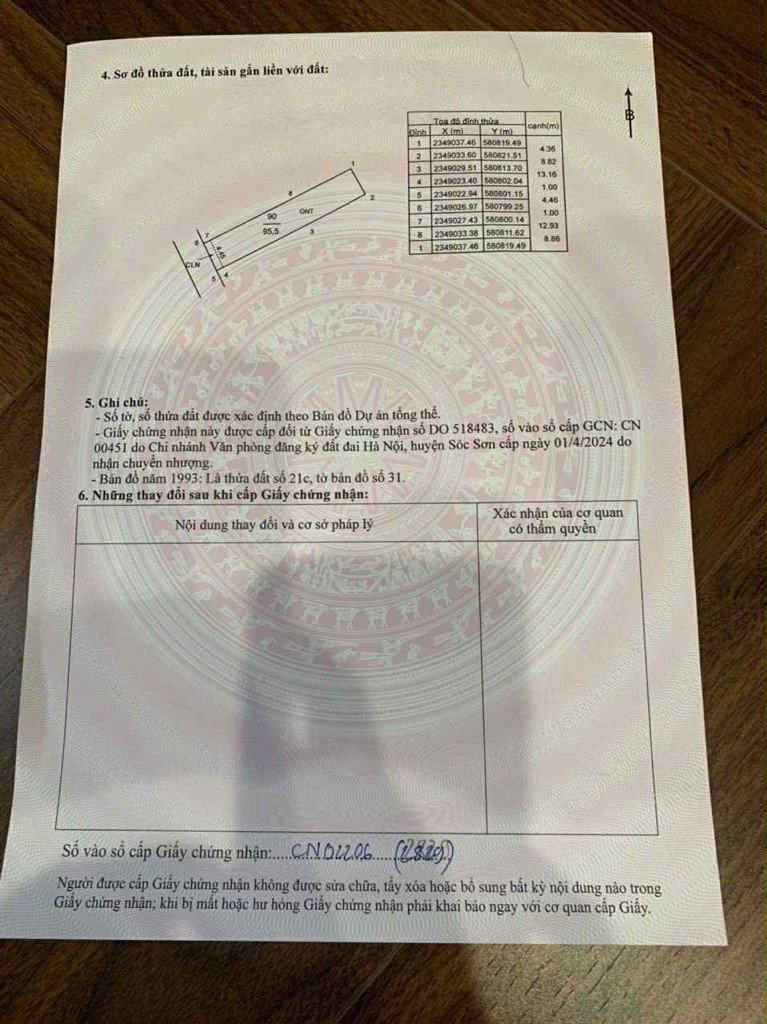 4. Sơ đồ thửa đất, tài sản gắn liền với đất:
B
Đỉnh Tọa độ đỉnh thửa cạnh(m)
X (m) Y (m)
1 2349037.46 580819.49
4.36
2 2349033.60 580821.51
8.82
3 2349029.51 580813.70
13.16
4 2349023.40 580802.04
1.00
5 2349022.94 580801.15
4.46
6 2349026.97 580799.25
1.00
7 2349027.43 580800.14
12.93
8 2349033.38 580811.62
8.86
1 2349037.46 580819.49
1
8
2
90
95,5
ONT
3
7
6
4.45
CLN
4
5
5. Ghi chú:
- Số tờ, số thửa đất được xác định theo Bản đồ Dự án tổng thể.
- Giấy chứng nhận này được cấp đổi từ Giấy chứng nhận số DO 518483, số vào sổ cấp GCN: CN
00451 do Chi nhánh Văn phòng đăng ký đất đai Hà Nội, huyện Sóc Sơn cấp ngày 01/4/2024 do
nhận chuyển nhượng.
- Bản đồ năm 1993: Là thửa đất số 21c, tờ bản đồ số 31.
6. Những thay đổi sau khi cấp Giấy chứng nhận:
Nội dung thay đổi và cơ sở pháp lý
Xác nhận của cơ quan
có thẩm quyền
Số vào sổ cấp Giấy chứng nhận:....CN02206....
Người được cấp Giấy chứng nhận không được sửa chữa, tẩy xóa hoặc bổ sung bất kỳ nội dung nào trong
Giấy chứng nhận; khi bị mất hoặc hư hỏng Giấy chứng nhận phải khai báo ngay với cơ quan cấp Giấy.